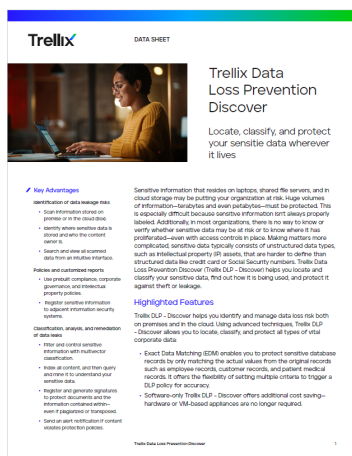 Trellix
DATA SHEET
Trellix Data
Loss Prevention
Discover
Locate, classify, and protect
your sensitie data wherever
it lives
Key Advantages
Identification of data leakage risks
• Scan information stored on
premise or in the cloud disks.
• Identify where sensitive data is
stored and who the content
owner is.
• Search and view all scanned
data from an intuitive interface.
Policies and customized reports
• Use prebuilt compliance, corporate
governance, and intellectual
property policies.
• Register sensitive information
to adjacent information security
systems.
Classification, analysis, and remediation
of data leaks
• Filter and control sensitive
information with multivector
classification.
• Index all content, and then query
and mine it to understand your
sensitive data.
• Register and generate signatures
to protect documents and the
information contained within—
even if plagiarized or transposed.
• Send an alert notification if content
violates protection policies.
Sensitive information that resides on laptops, shared file servers, and in
cloud storage may be putting your organization at risk. Huge volumes
of information—terabytes and even petabytes—must be protected. This
is especially difficult because sensitive information isn't always properly
labeled. Additionally, in most organizations, there is no way to know or
verify whether sensitive data may be at risk or to know where it has
proliferated—even with access controls in place. Making matters more
complicated, sensitive data typically consists of unstructured data types,
such as intellectual property (IP) assets, that are harder to define than
structured data like credit card or Social Security numbers. Trellix Data
Loss Prevention Discover (Trellix DLP – Discover) helps you locate and
classify your sensitive data, find out how it is being used, and protect it
against theft or leakage.
Highlighted Features
Trellix DLP – Discover helps you identify and manage data loss risk both
on premises and in the cloud. Using advanced techniques, Trellix DLP
– Discover allows you to locate, classify, and protect all types of vital
corporate data:
• Exact Data Matching (EDM) enables you to protect sensitive database
records by only matching the actual values from the original records
such as employee records, customer records, and patient medical
records. It offers the flexibility of setting multiple criteria to trigger a
DLP policy for accuracy.
• Software-only Trellix DLP – Discover offers additional cost saving—
hardware or VM-based appliances are no longer required.
Trellix Data Loss Prevention Discover
1